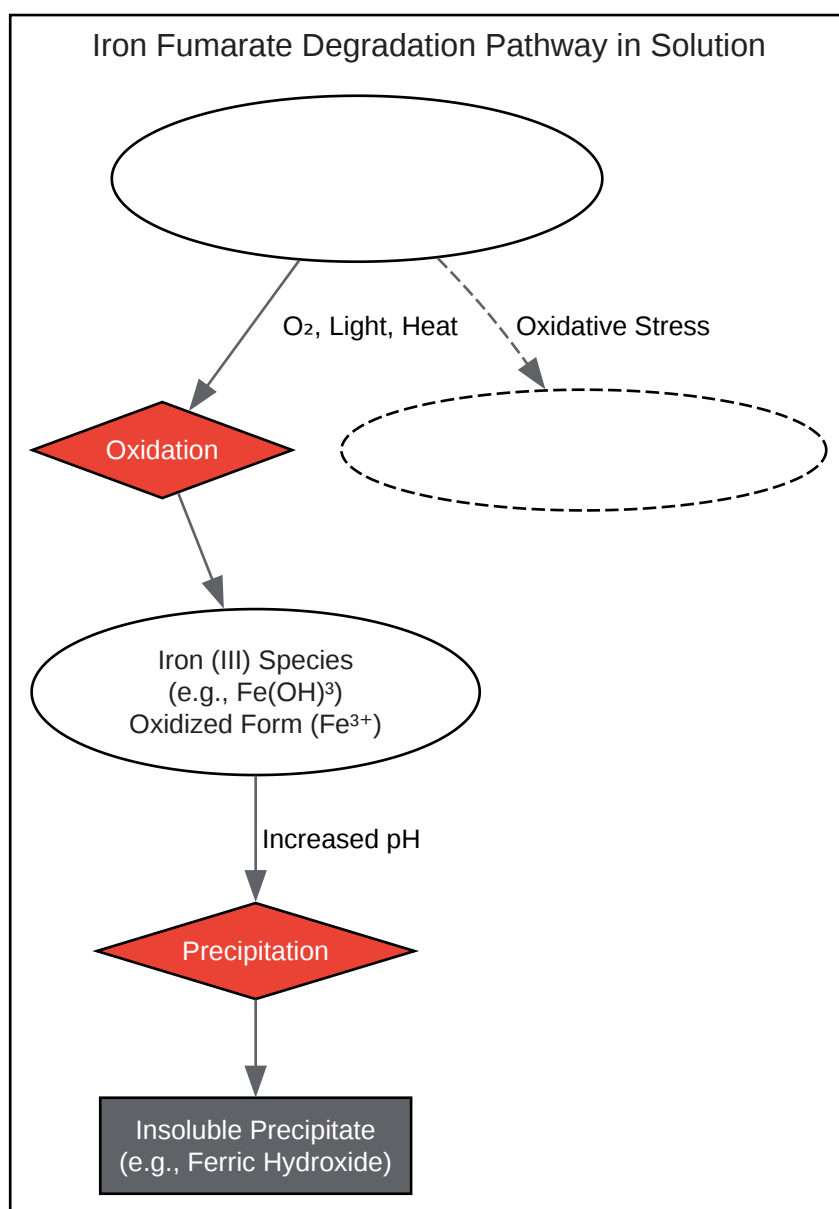 Iron Fumarate Degradation Pathway in Solution
O₂, Light, Heat
Oxidative Stress
Oxidation
Iron (III) Species
(e.g., Fe(OH)³)
Oxidized Form (Fe³⁺)
Increased pH
Precipitation
Insoluble Precipitate
(e.g., Ferric Hydroxide)